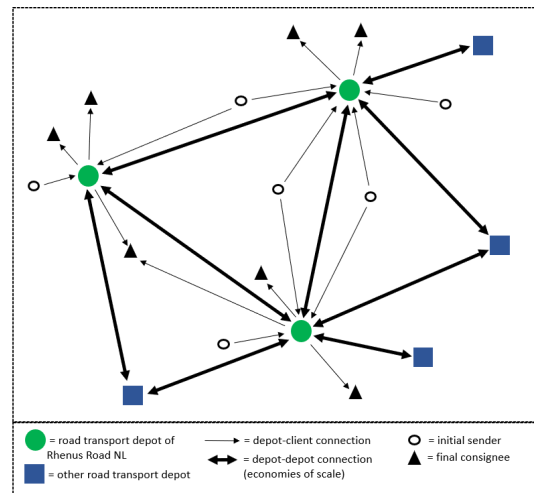 = road transport depot of
Rhenus Road NL
= other road transport depot
= depot-client connection
= depot-depot connection
(economies of scale)
= initial sender
= final consignee